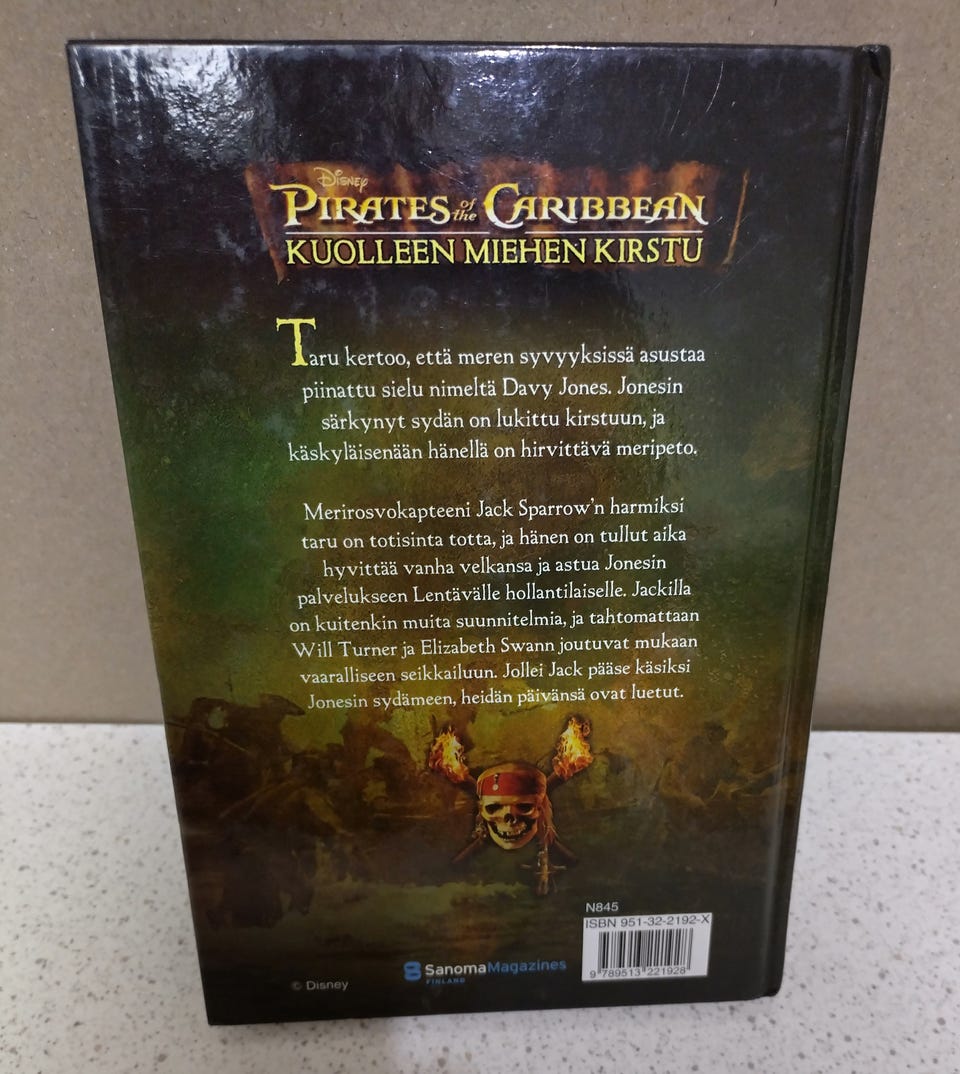 Disney
Pirates of the Caribbean
KUOLLEEN MIEHEN KIRSTU
Taru kertoo, että meren syvyyksissä asustaa
piinattu sielu nimeltä Davy Jones. Jonesin
särkynyt sydän on lukittu kirstuun, ja
käskyläisenään hänellä on hirvittävä meripeto.
Merirosvokapteeni Jack Sparrow'n harmiksi
taru on totisinta totta, ja hänen on tullut aika
hyvittää vanha velkansa ja astua Jonesin
palvelukseen Lentävälle hollantilaiselle. Jackilla
on kuitenkin muita suunnitelmia, ja tahtomattaan
Will Turner ja Elizabeth Swann joutuvat mukaan
vaaralliseen seikkailuun. Jollei Jack pääse käsiksi
Jonesin sydämeen, heidän päivänsä ovat luetut.
N845
ISBN 951-32-2192-X
9 789513 221928
SanomaMagazines
FINLAND
© Disney